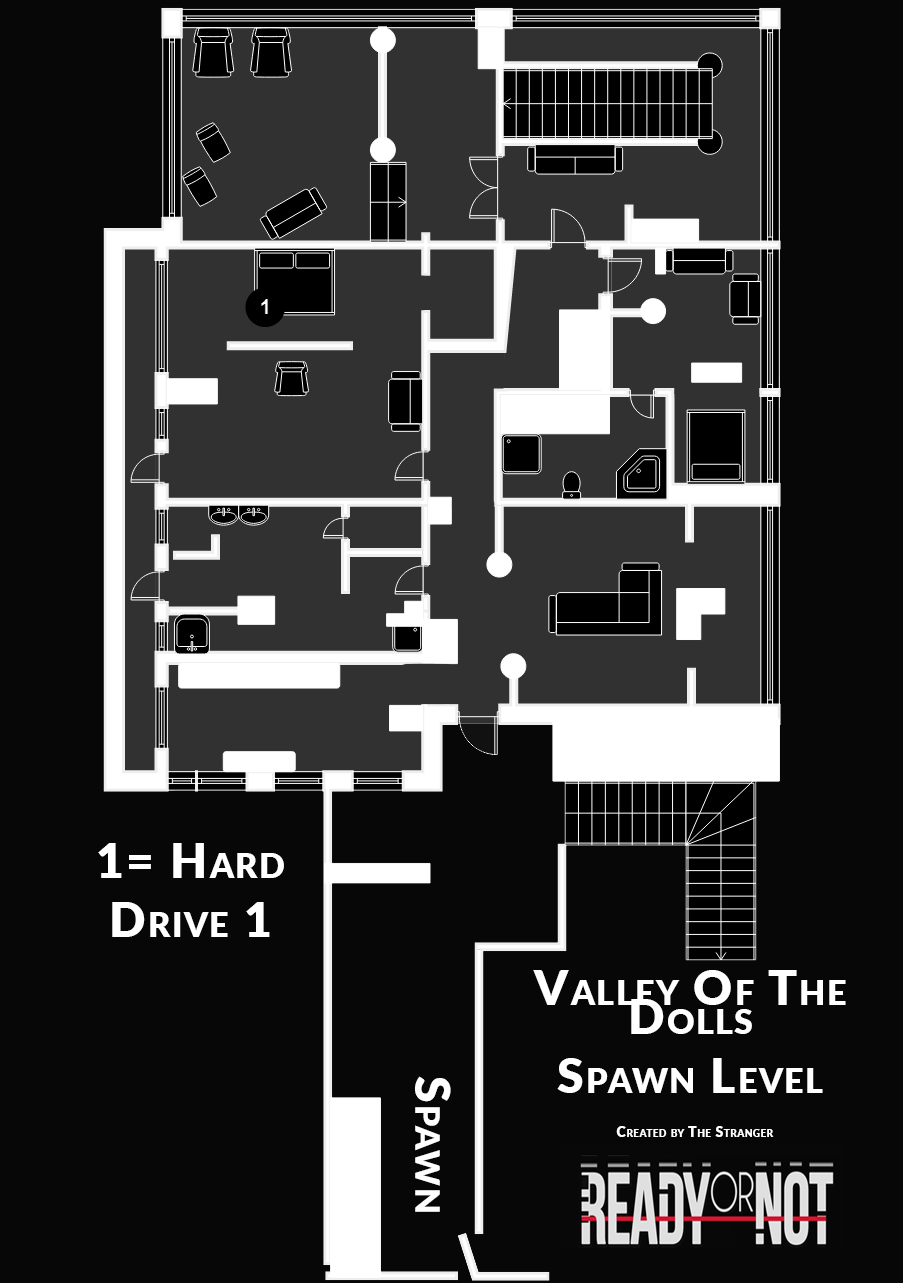 1
1= Hard
Drive 1
Valley Of The
Dolls
Spawn Level
Spawn
Created by The Stranger
READY OR NOT